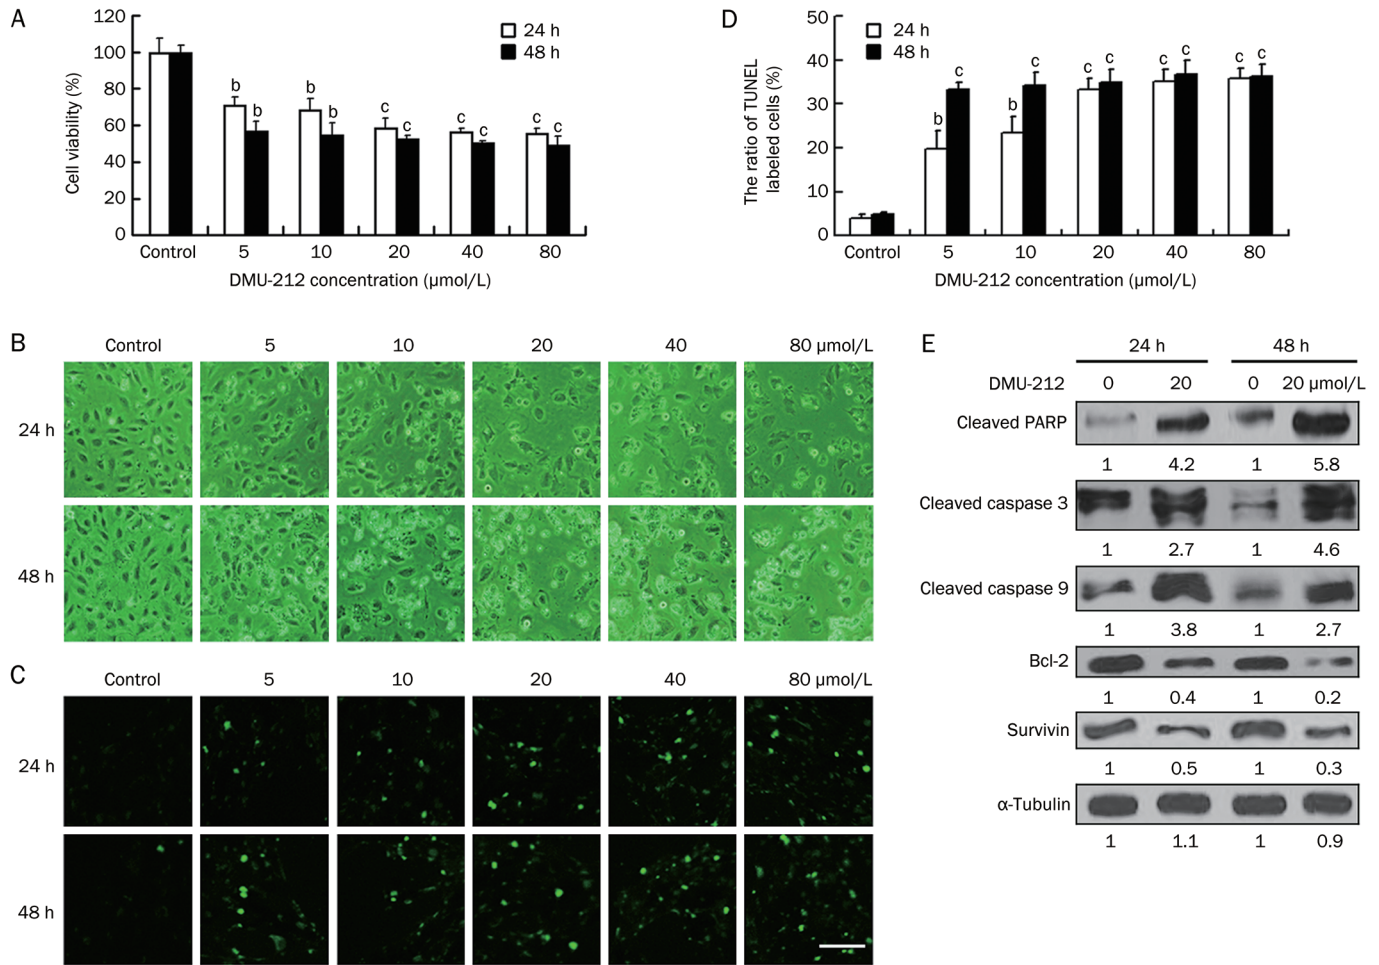 A
Cell viability (%)
120
100
80
60
40
20
0
24 h
48 h
b
b
b
b
c
c
c
c
c
c
Control
5
10
20
40
80
DMU-212 concentration (µmol/L)
D
The ratio of TUNEL
labeled cells (%)
50
40
30
20
10
0
24 h
48 h
b
c
b
c
c
c
c
c
c
c
Control
5
10
20
40
80
DMU-212 concentration (µmol/L)
B
Control
5
10
20
40
80 µmol/L
24 h
48 h
C
Control
5
10
20
40
80 µmol/L
24 h
48 h
E
24 h
48 h
DMU-212
0
20
0
20 µmol/L
Cleaved PARP
1
4.2
1
5.8
Cleaved caspase 3
1
2.7
1
4.6
Cleaved caspase 9
1
3.8
1
2.7
Bcl-2
1
0.4
1
0.2
Survivin
1
0.5
1
0.3
α-Tubulin
1
1.1
1
0.9